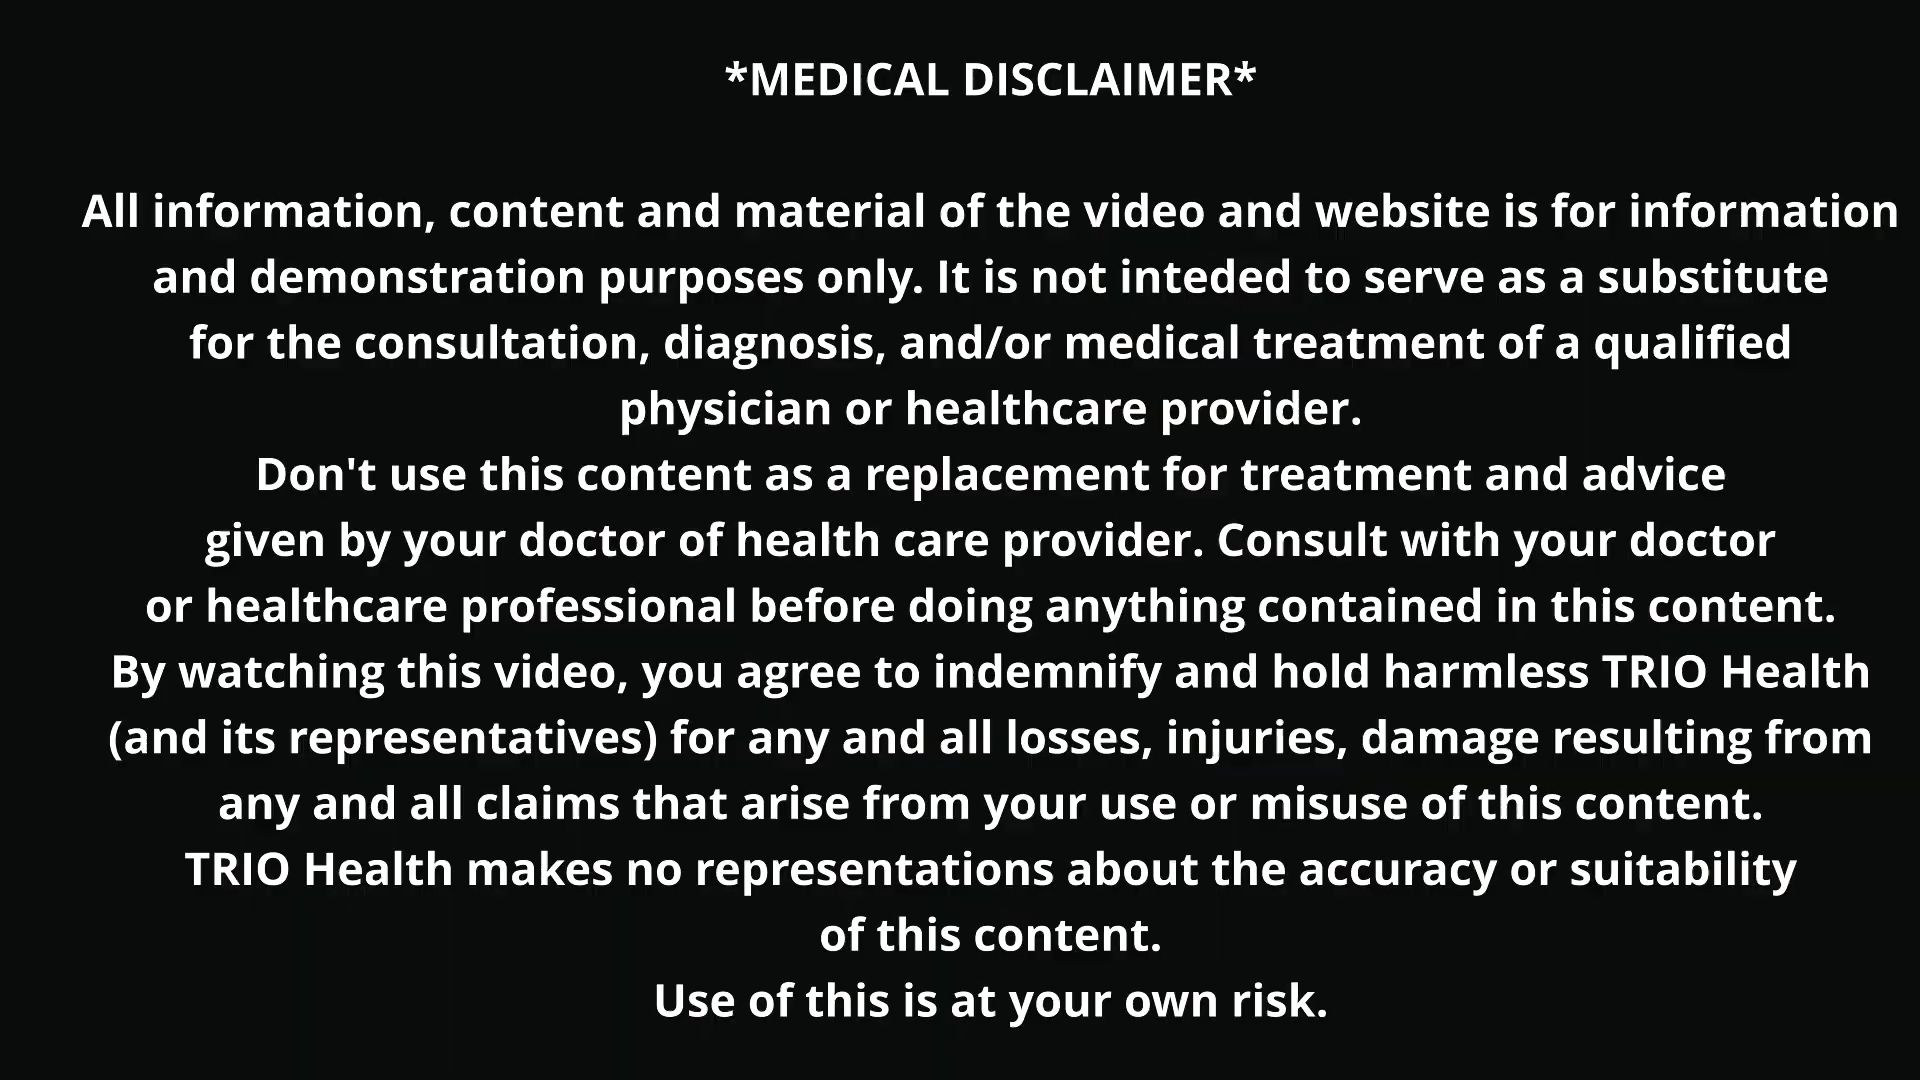 *MEDICAL DISCLAIMER*
All information, content and material of the video and website is for information
and demonstration purposes only. It is not inteded to serve as a substitute
for the consultation, diagnosis, and/or medical treatment of a qualified
physician or healthcare provider.
Don't use this content as a replacement for treatment and advice
given by your doctor of health care provider. Consult with your doctor
or healthcare professional before doing anything contained in this content.
By watching this video, you agree to indemnify and hold harmless TRIO Health
(and its representatives) for any and all losses, injuries, damage resulting from
any and all claims that arise from your use or misuse of this content.
TRIO Health makes no representations about the accuracy or suitability
of this content.
Use of this is at your own risk.